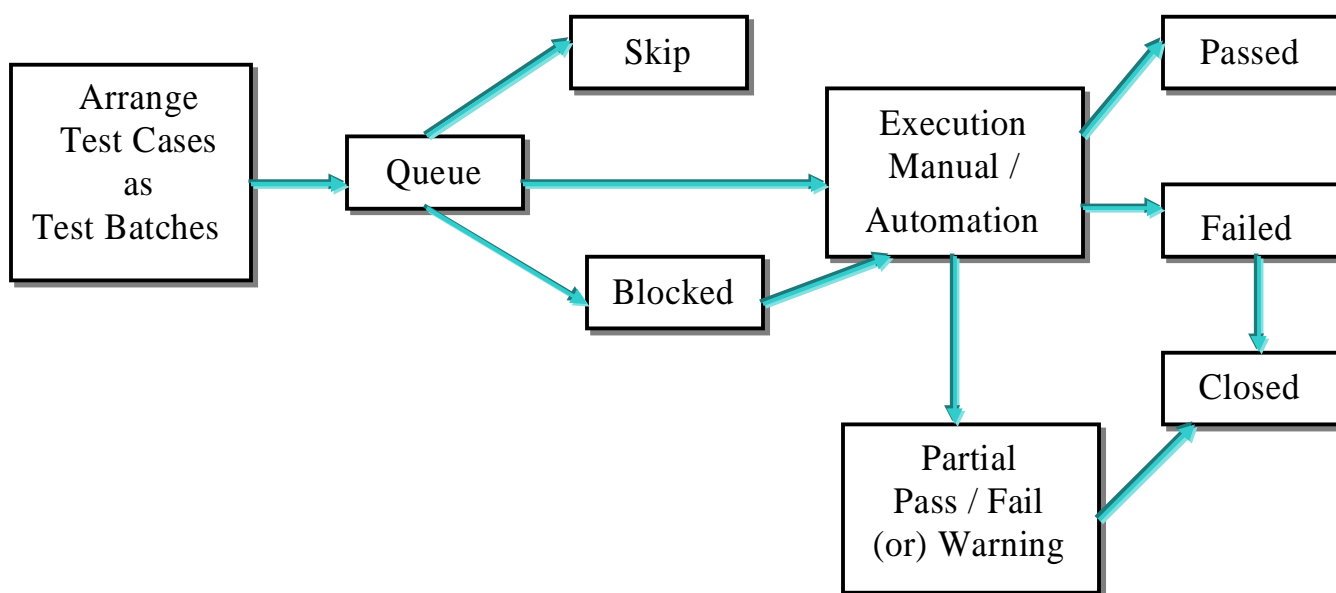 Arrange
Test Cases
as
Test Batches
Queue
Skip
Blocked
Execution
Manual /
Automation
Partial
Pass / Fail
(or) Warning
Passed
Failed
Closed